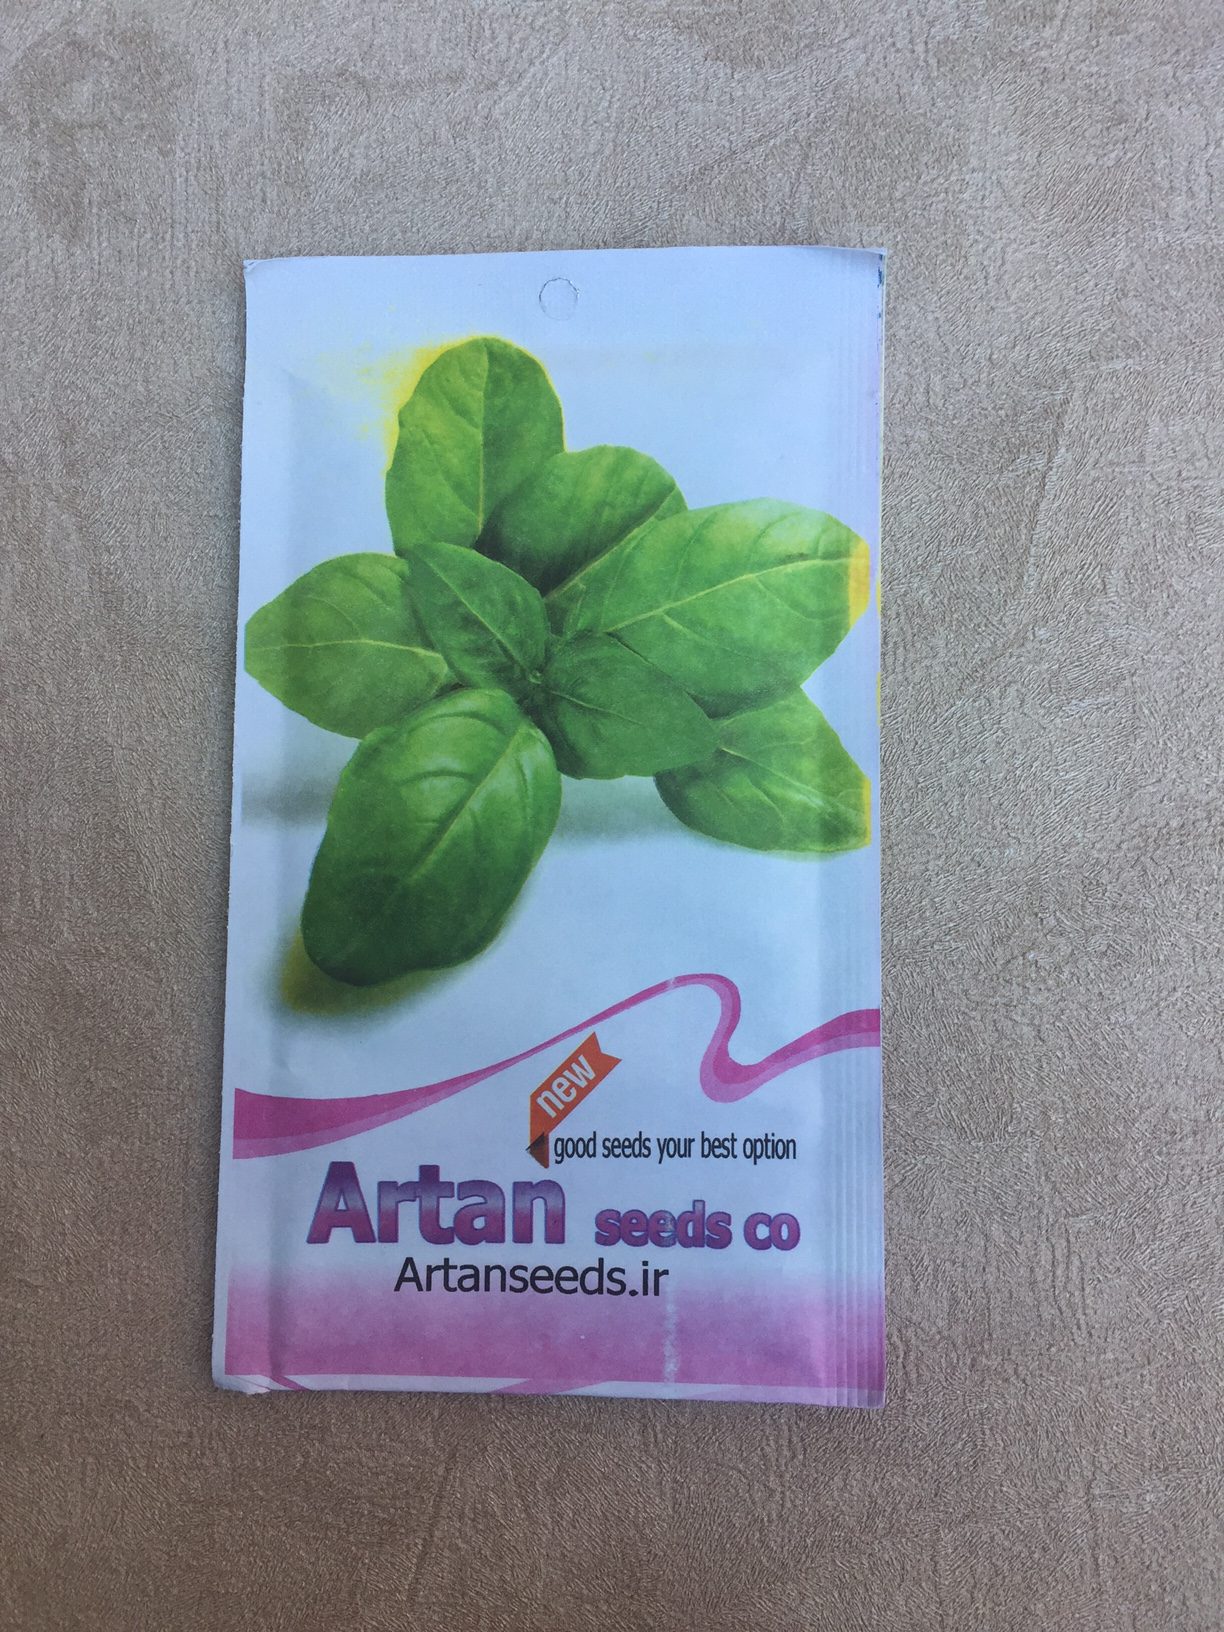 new
good seeds your best option
Artan seeds co
Artanseeds.ir